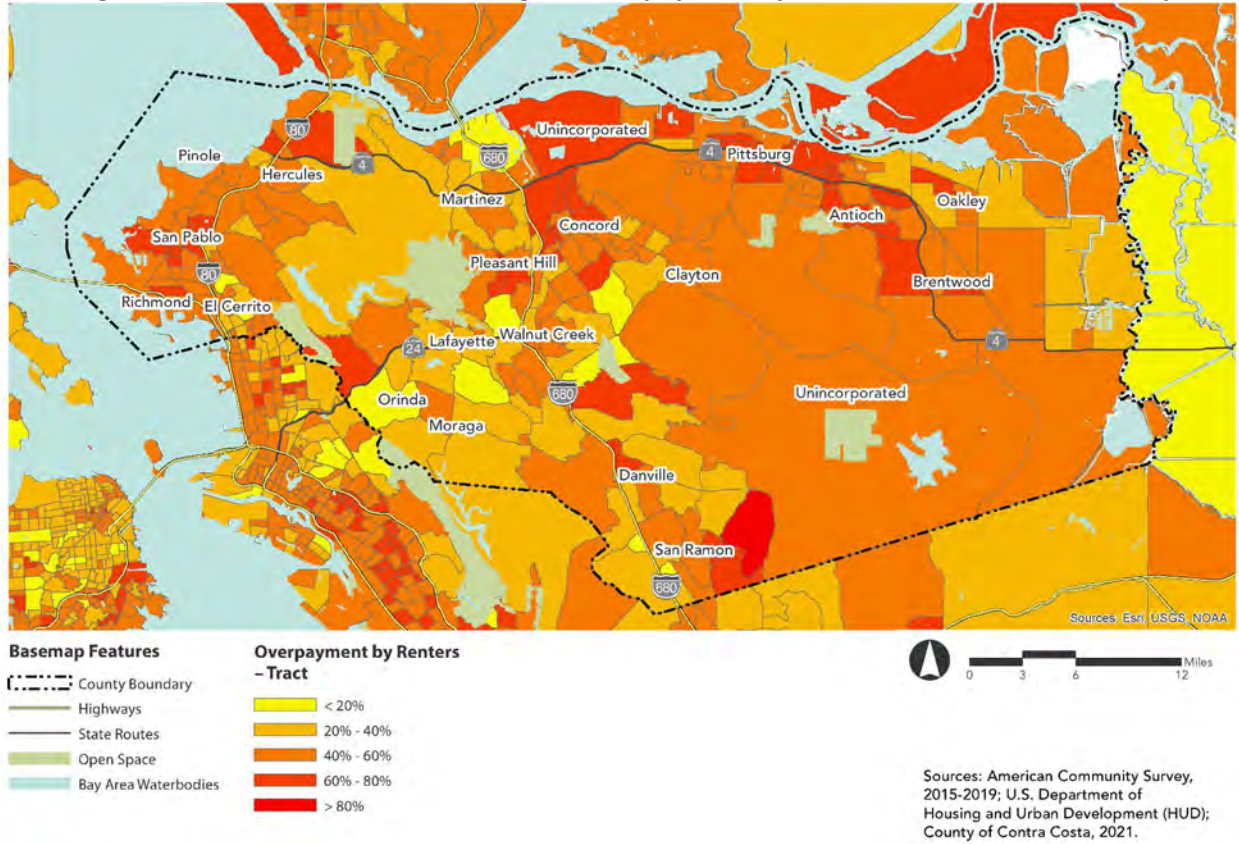 80
Unincorporated
Pinole
680
4
Pittsburg
4
Hercules
Martinez
Oakley
Concord
Antioch
San Pablo
Pleasant Hill
80
Clayton
Brentwood
Richmond
El Cerrito
Walnut Creek
24
Lafayette
4
680
Unincorporated
Orinda
Moraga
Danville
San Ramon
680
Sources: Esri, USGS, NOAA
Basemap Features
County Boundary
Highways
State Routes
Open Space
Bay Area Waterbodies
Overpayment by Renters
– Tract
< 20%
20% - 40%
40% - 60%
60% - 80%
> 80%
Miles
0 3 6 12
Sources: American Community Survey,
2015-2019; U.S. Department of
Housing and Urban Development (HUD);
County of Contra Costa, 2021.